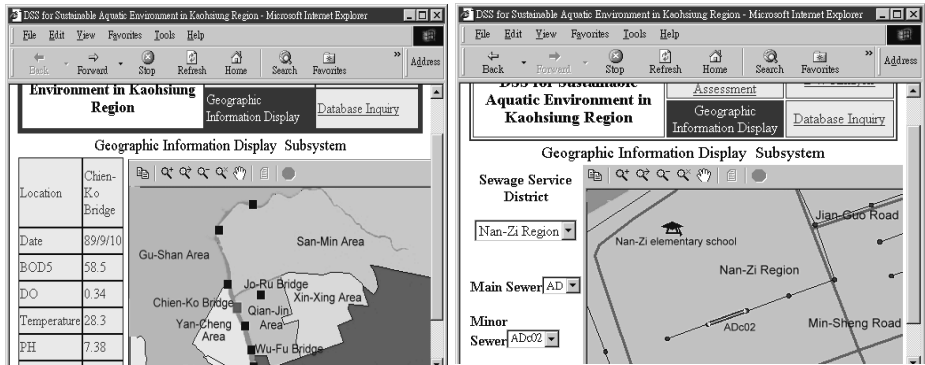 DSS for Sustainable Aquatic Environment in Kaohsiung Region - Microsoft Internet Explorer
File Edit View Favorites Tools Help
Back Forward Stop Refresh Home Search Favorites » Address
Environment in Kaohsiung
Region
Geographic
Information Display
Database Inquiry
Geographic Information Display Subsystem
Location
Chien-
Ko
Bridge
Date 89/9/10
BOD5 58.5
DO 0.34
Temperature 28.3
PH 7.38
San-Min Area
Gu-Shan Area
Jo-Ru Bridge
Chien-Ko Bridge
Xin-Xing Area
Qian-Jin
Area
Yan-Cheng
Area
Wu-Fu Bridge
DSS for Sustainable Aquatic Environment in Kaohsiung Region - Microsoft Internet Explorer
File Edit View Favorites Tools Help
Back Forward Stop Refresh Home Search Favorites » Address
DSS for Sustainable
Aquatic Environment in
Kaohsiung Region
Assessment
Geographic
Information Display
Database Inquiry
Geographic Information Display Subsystem
Sewage Service
District
Nan-Zi Region
Main Sewer AD
Minor
Sewer ADc02
Jian-Guo Road
Nan-Zi elementary school
Nan-Zi Region
ADc02
Min-Sheng Road